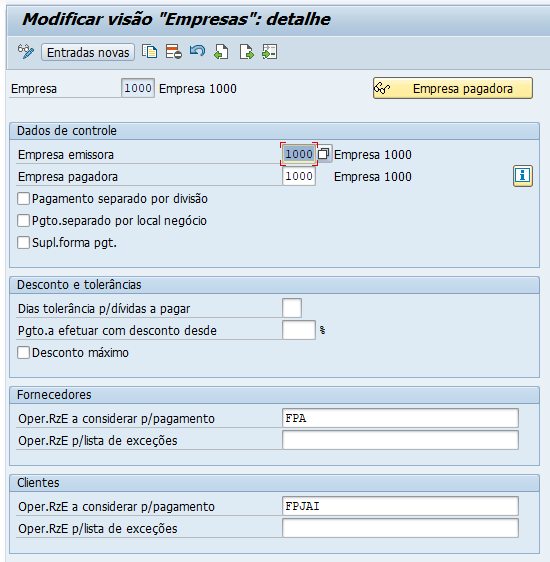 Modificar visão "Empresas": detalhe
Entradas novas
Empresa 1000 Empresa 1000 Empresa pagadora
Dados de controle
Empresa emissora 1000 Empresa 1000
Empresa pagadora 1000 Empresa 1000
Pagamento separado por divisão
Pgto.separado por local negócio
Supl.forma pgt.
Desconto e tolerâncias
Dias tolerância p/dívidas a pagar
Pgto.a efetuar com desconto desde %
Desconto máximo
Fornecedores
Oper.RzE a considerar p/pagamento FPA
Oper.RzE p/lista de exceções
Clientes
Oper.RzE a considerar p/pagamento FPJAI
Oper.RzE p/lista de exceções